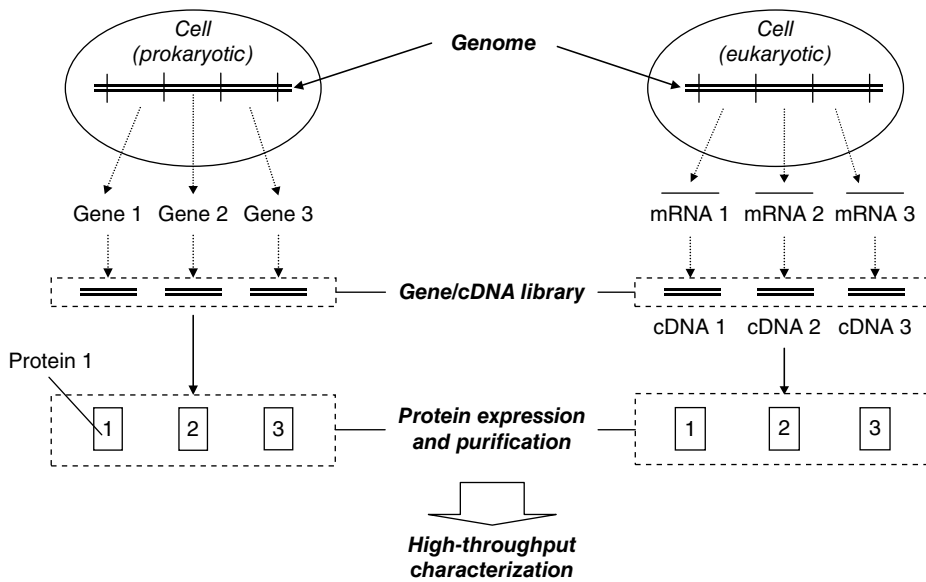 Cell
(prokaryotic)
Genome
Cell
(eukaryotic)
Gene 1 Gene 2 Gene 3
mRNA 1 mRNA 2 mRNA 3
Gene/cDNA library
cDNA 1 cDNA 2 cDNA 3
Protein 1
1 2 3
Protein expression
and purification
1 2 3
High-throughput
characterization